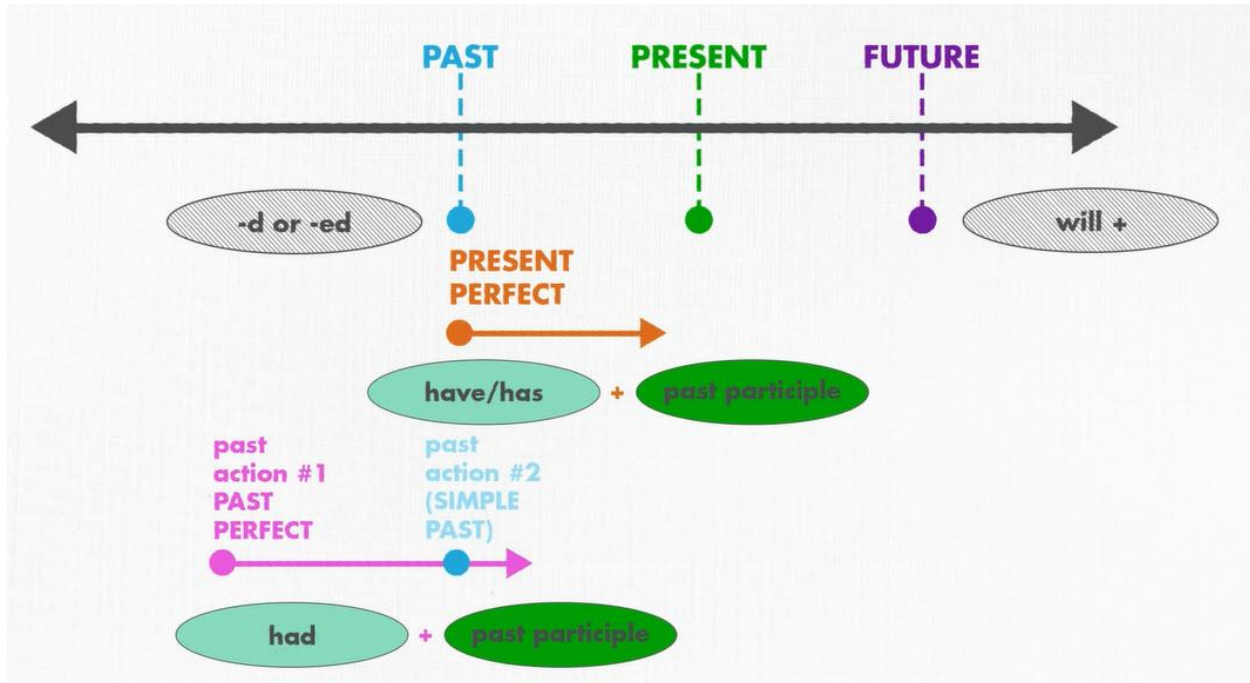 PAST PRESENT FUTURE
-d or -ed will +
PRESENT
PERFECT
have/has + past participle
past
action #1
PAST
PERFECT
past
action #2
(SIMPLE
PAST)
had + past participle